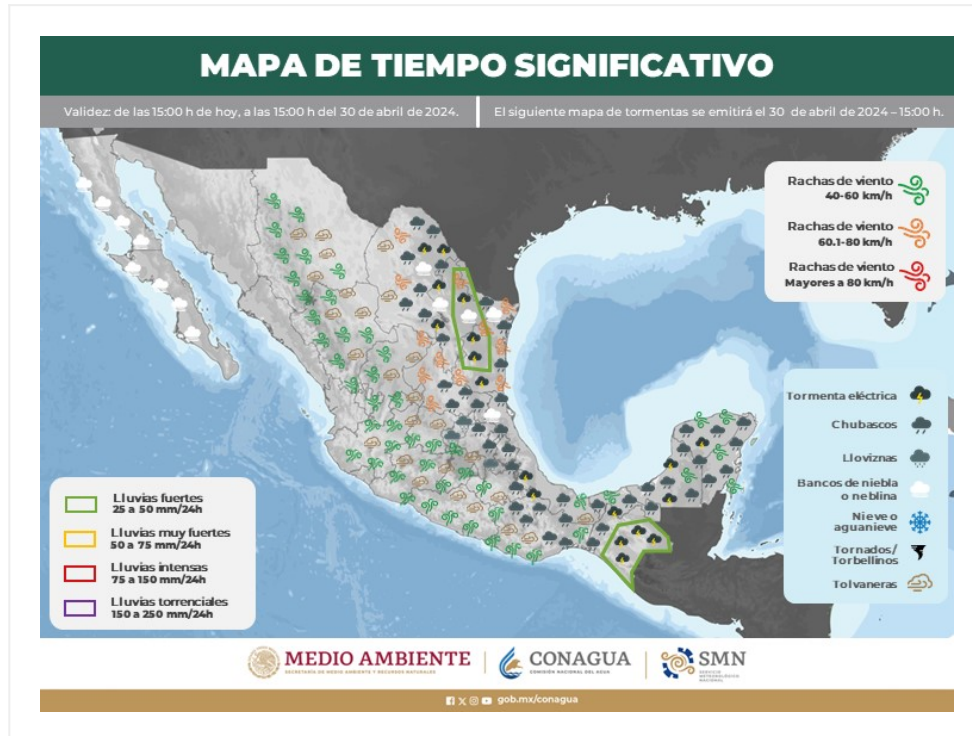 MAPA DE TIEMPO SIGNIFICATIVO
Validez: de las 15:00 h de hoy, a las 15:00 h del 30 de abril de 2024.
El siguiente mapa de tormentas se emitirá el 30 de abril de 2024 – 15:00 h.
Rachas de viento
40-60 km/h
Rachas de viento
60.1-80 km/h
Rachas de viento
Mayores a 80 km/h
Tormenta eléctrica
Chubascos
Lloviznas
Bancos de niebla
o neblina
Nieve o
aguanieve
Tornados/
Torbellinos
Tolvaneras
Lluvias fuertes
25 a 50 mm/24h
Lluvias muy fuertes
50 a 75 mm/24h
Lluvias intensas
75 a 150 mm/24h
Lluvias torrenciales
150 a 250 mm/24h
MEDIO AMBIENTE
SECRETARÍA DE MEDIO AMBIENTE Y RECURSOS NATURALES
CONAGUA
COMISIÓN NACIONAL DEL AGUA
SMN
SERVICIO
METEOROLÓGICO
NACIONAL
gob.mx/conagua